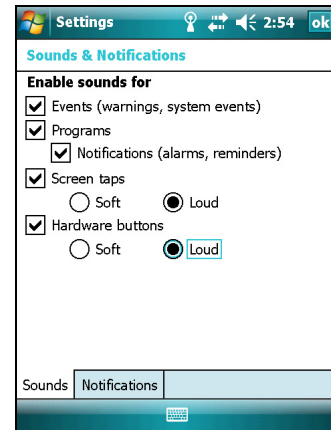 Settings 2:54 ok
Sounds & Notifications
Enable sounds for
Events (warnings, system events)
Programs
Notifications (alarms, reminders)
Screen taps
Soft Loud
Hardware buttons
Soft Loud
Sounds Notifications